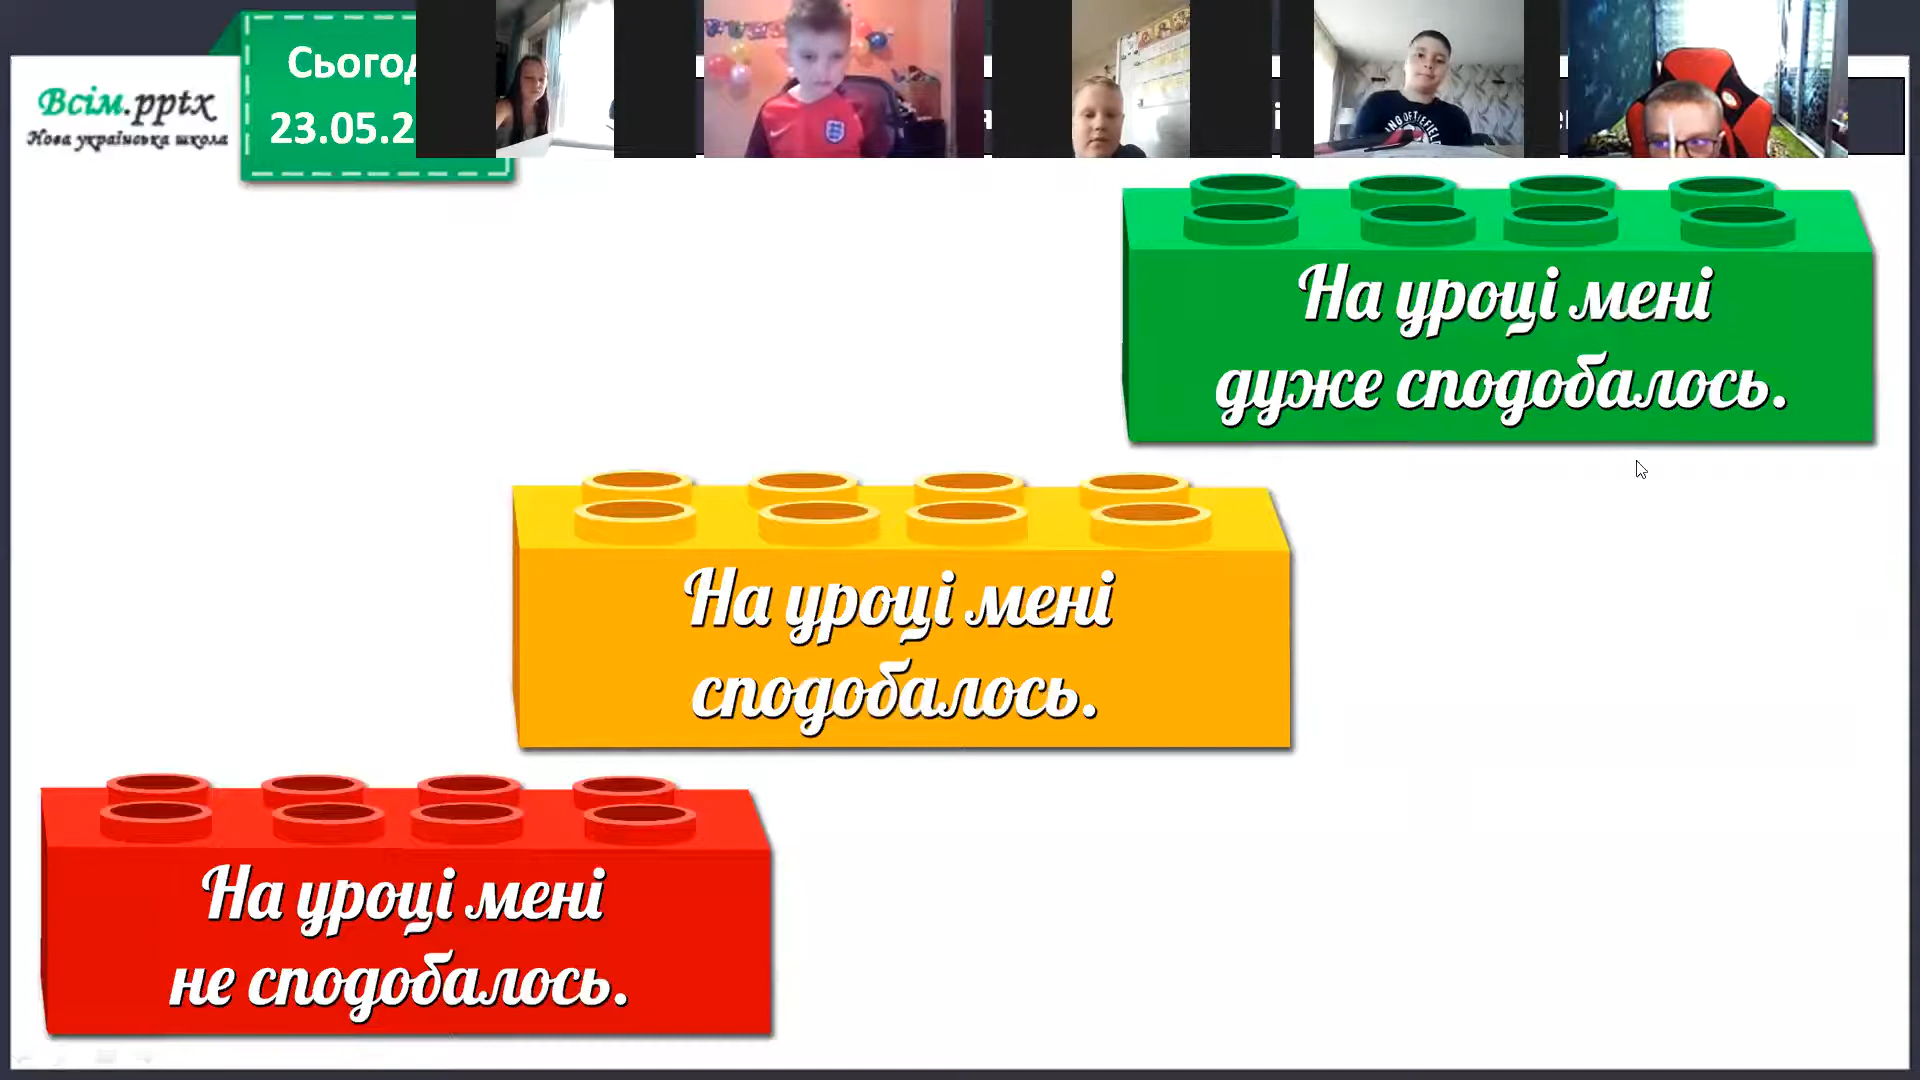 Всім.pptx
Нова українська школа
23.05.2
На уроці мені
дуже сподобалось.
На уроці мені
сподобалось.
На уроці мені
не сподобалось.